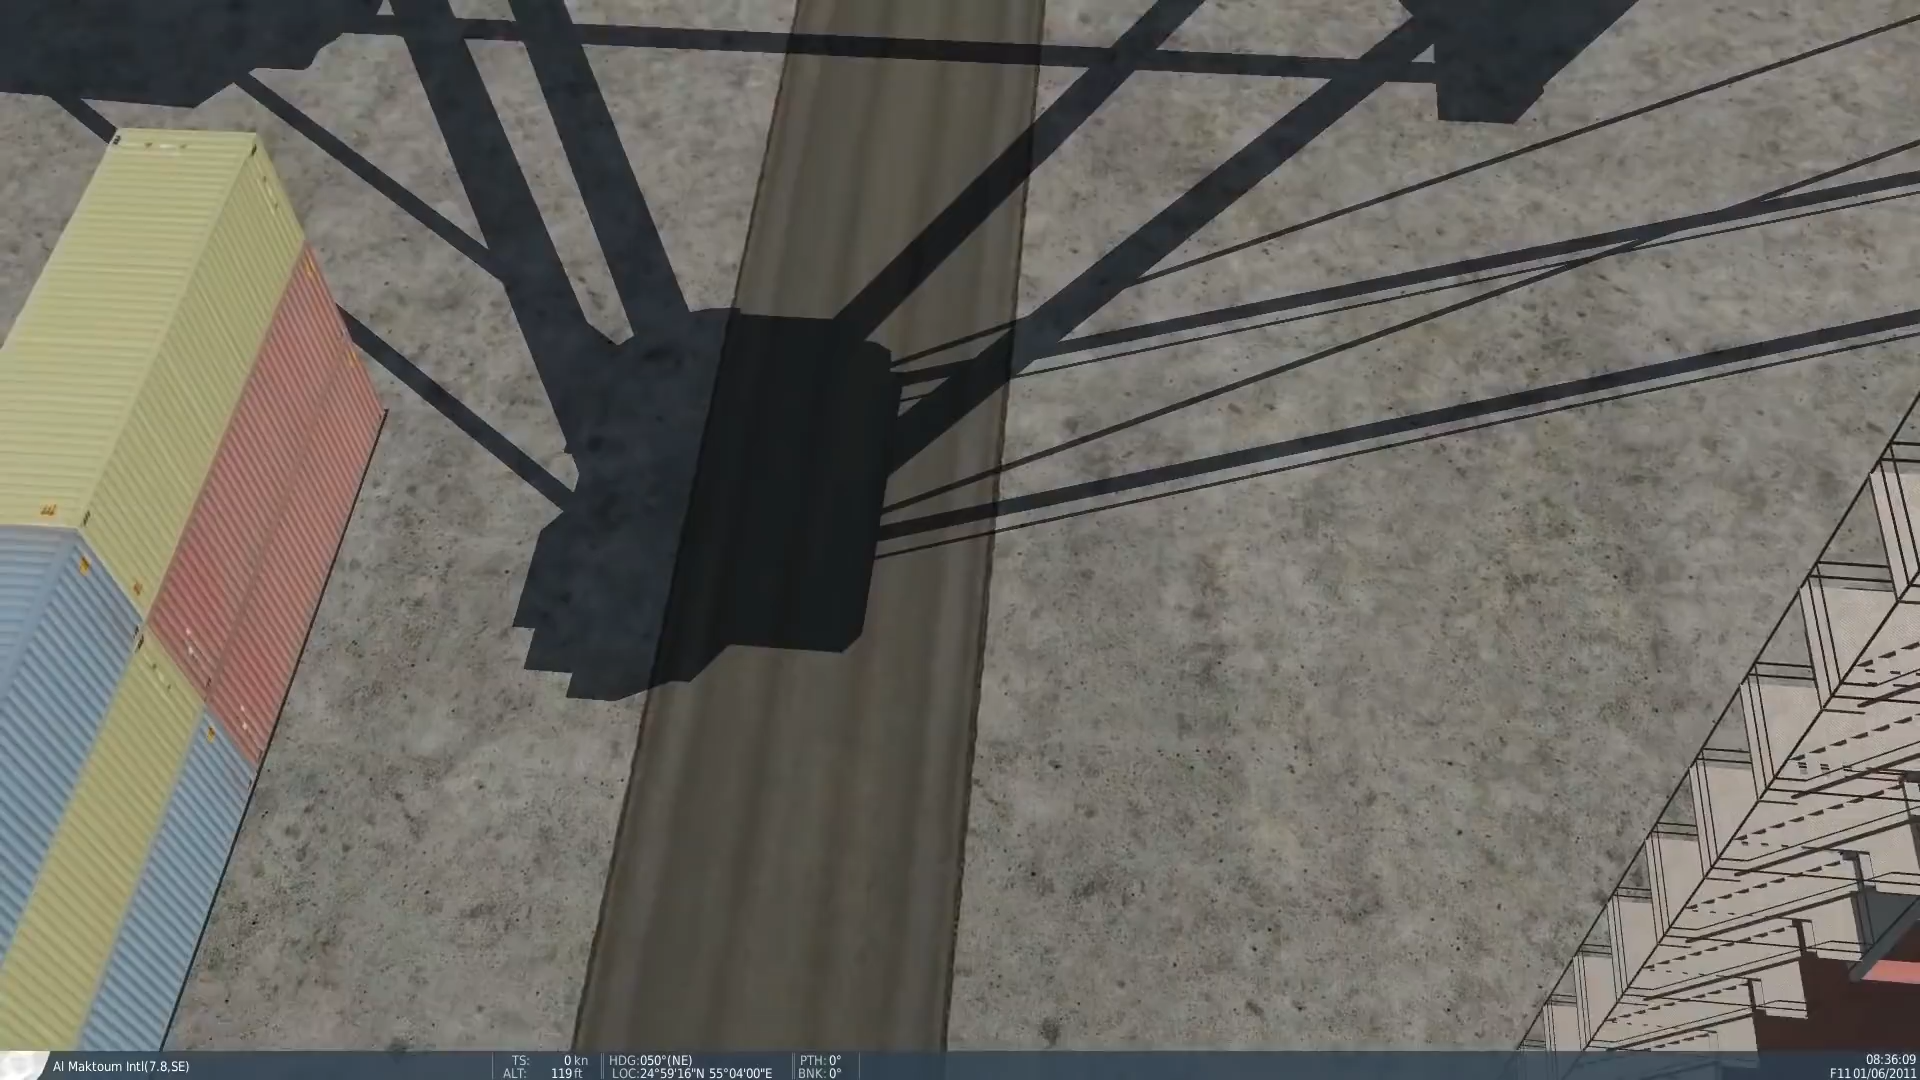 Al Maktoum Intl(7.8,SE)
TS: 0 kn
ALT: 119 ft
HDG:050°(NE)
LOC:24°59'16"N 55°04'00"E
PTH: 0°
BNK: 0°
08:36:09
F11 01/06/2011